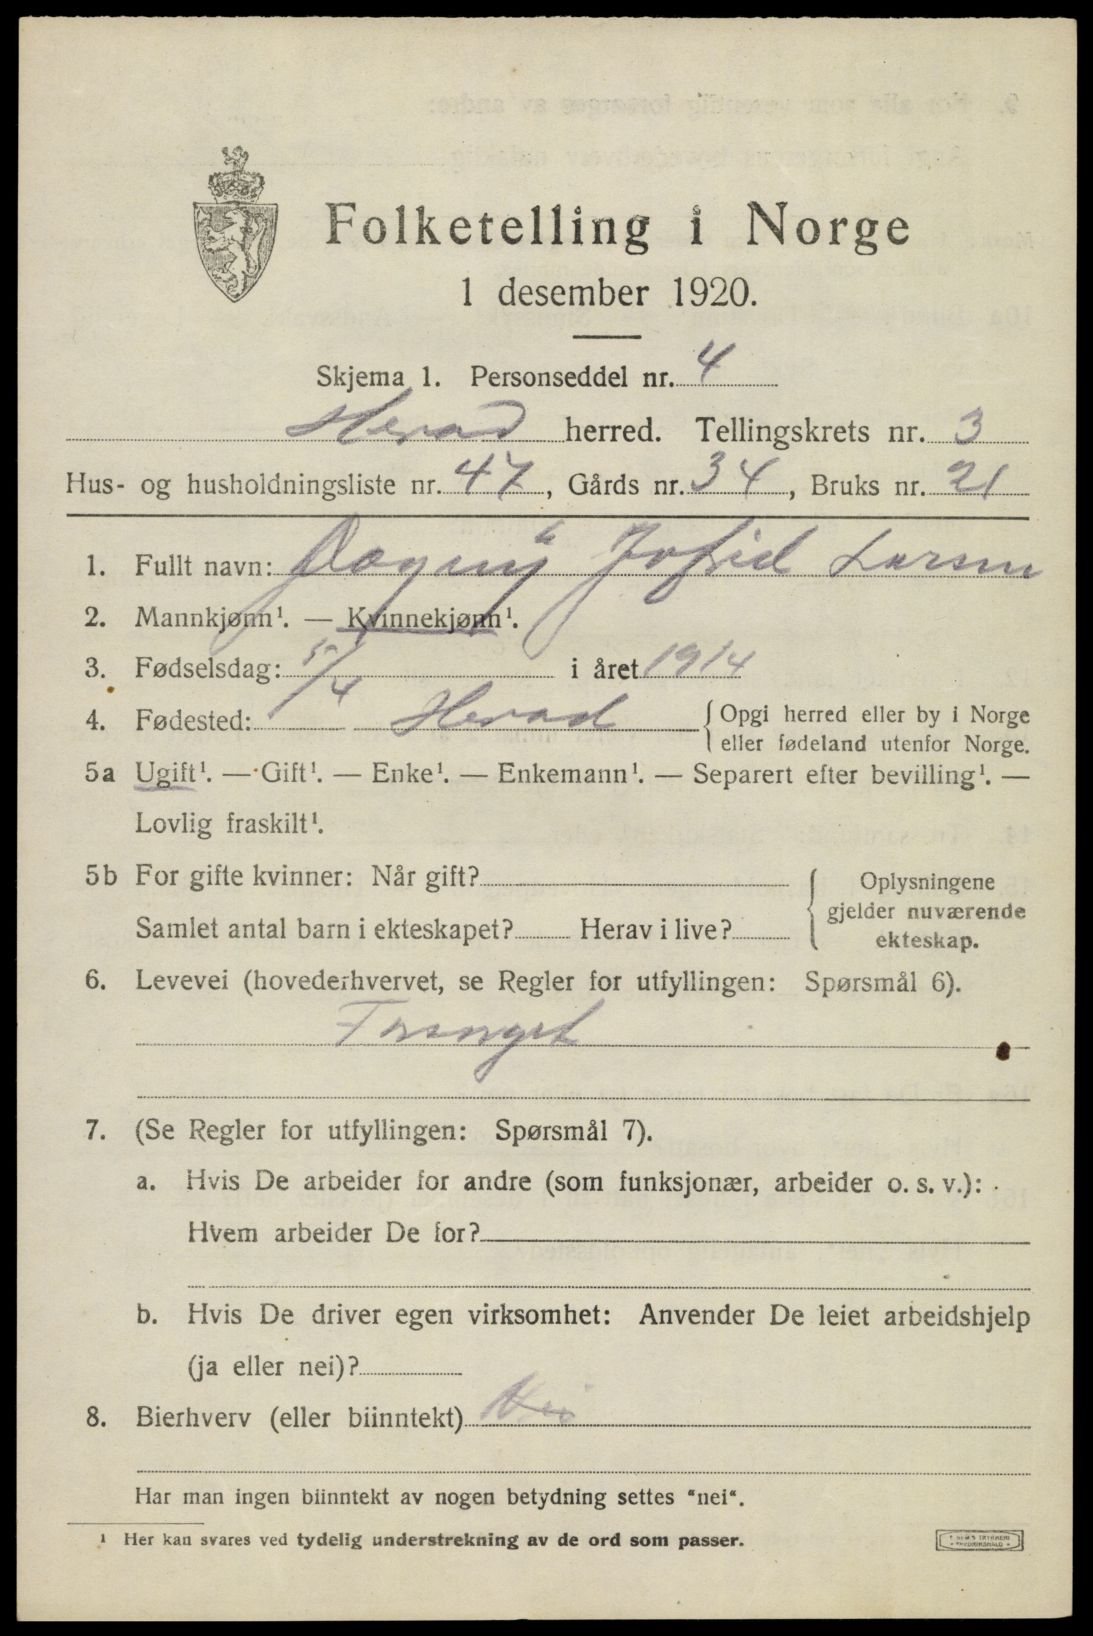 Folketelling i Norge
1 desember 1920.
Skjema 1. Personseddel nr. 4
Herad herred. Tellingskrets nr. 3
Hus- og husholdningsliste nr. 47, Gårds nr. 34, Bruks nr. 21
1. Fullt navn: Dagny Jofrid Larsen
2. Mannkjønn¹. — Kvinnekjønn¹.
3. Fødselsdag: 5/4 i året 1914
4. Fødested: Herad { Opgi herred eller by i Norge
eller fødeland utenfor Norge.
5a Ugift¹. — Gift¹. — Enke¹. — Enkemann¹. — Separert efter bevilling¹. —
Lovlig fraskilt¹.
5b For gifte kvinner: Når gift?
Samlet antal barn i ekteskapet? Herav i live?
{ Oplysningene
gjelder nuværende
ekteskap.
6. Levevei (hovederhvervet, se Regler for utfyllingen: Spørsmål 6).
7. (Se Regler for utfyllingen: Spørsmål 7).
a. Hvis De arbeider for andre (som funksjonær, arbeider o. s. v.):
Hvem arbeider De for?
b. Hvis De driver egen virksomhet: Anvender De leiet arbeidshjelp
(ja eller nei)?
8. Bierhverv (eller biinntekt) Nei
Har man ingen biinntekt av nogen betydning settes "nei".
¹ Her kan svares ved tydelig understrekning av de ord som passer.